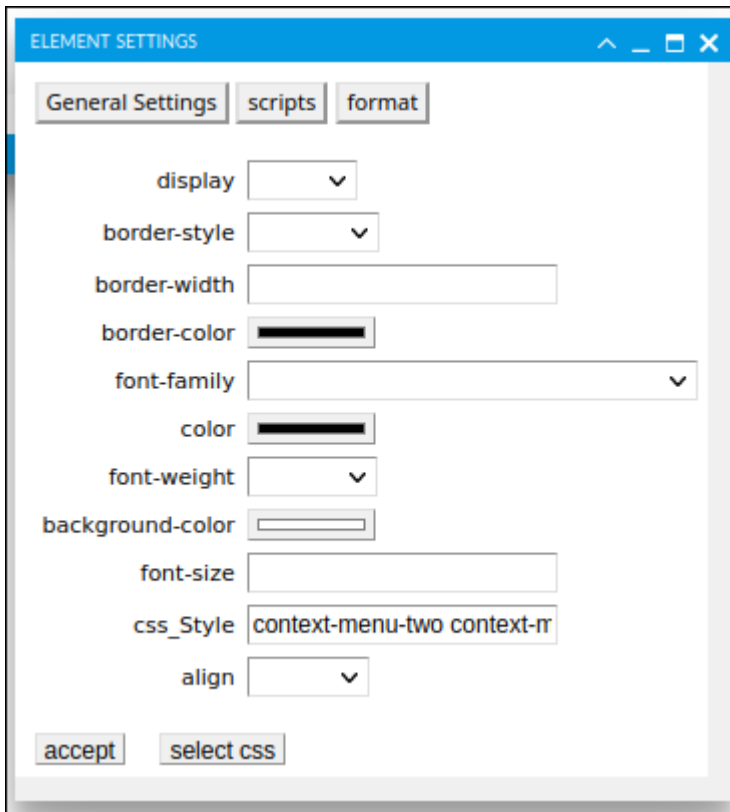 ELEMENT SETTINGS
General Settings scripts format
display
border-style
border-width
border-color
font-family
color
font-weight
background-color
font-size
css_Style context-menu-two
align
accept select css